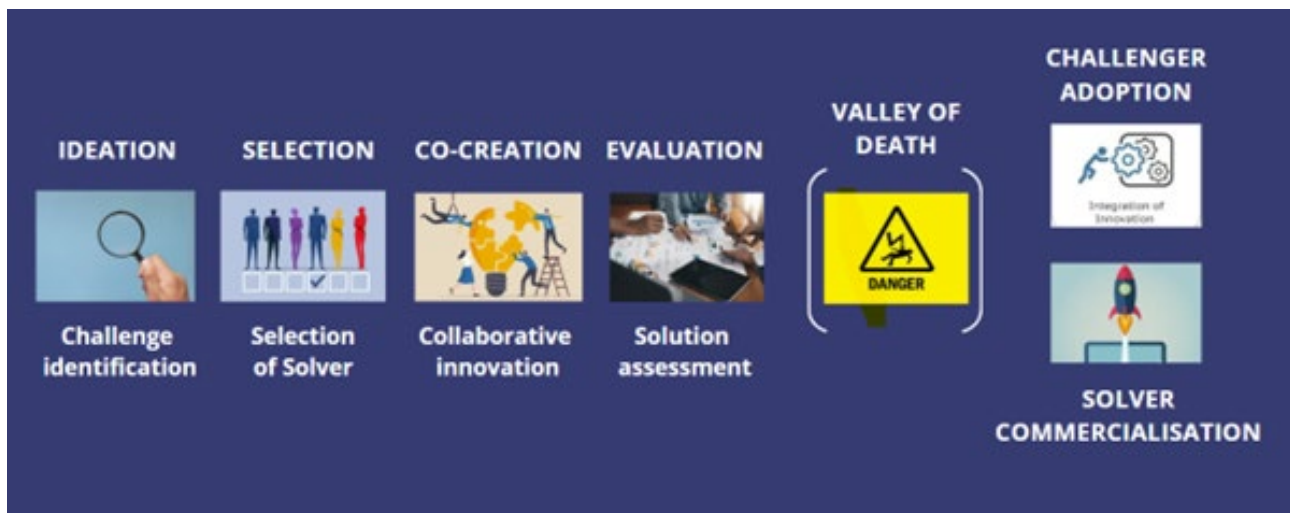 IDEATION
Challenge
identification
SELECTION
Selection
of Solver
CO-CREATION
Collaborative
innovation
EVALUATION
Solution
assessment
VALLEY OF
DEATH
DANGER
CHALLENGER
ADOPTION
Integration of
Innovation
SOLVER
COMMERCIALISATION